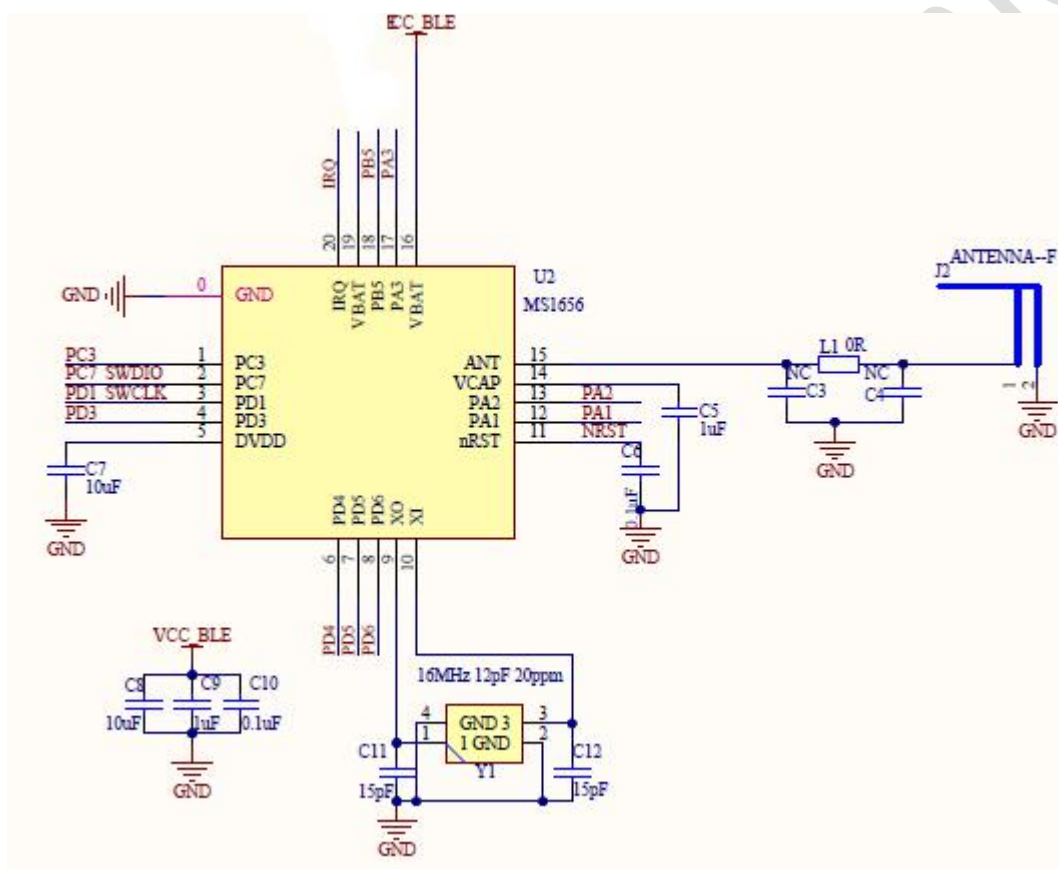 VCC_BLE
IRQ
PB5
PA3
20
19
18
17
16
IRQ
VBAT
PB5
PA3
VBAT
U2
MS1656
GND
0
GND
J2
ANTENNA--F
1
2
GND
PC3
1
PC3
PC7 SWDIO
2
PC7
PD1 SWCLK
3
PD1
PD3
4
PD3
5
DVDD
ANT
15
VCAP
14
PA2
13
PA2
PA1
12
PA1
nRST
11
NRST
L1 0R
NC
C3
NC
C4
GND
C5
1uF
C6
0.1uF
GND
C7
10uF
GND
PD4
PD5
PD6
XO
XI
6
7
8
9
10
PD4
PD5
PD6
VCC_BLE
C8
10uF
C9
1uF
C10
0.1uF
GND
16MHz 12pF 20ppm
4
GND 3
3
1
1 GND
2
Y1
C11
15pF
C12
15pF
GND